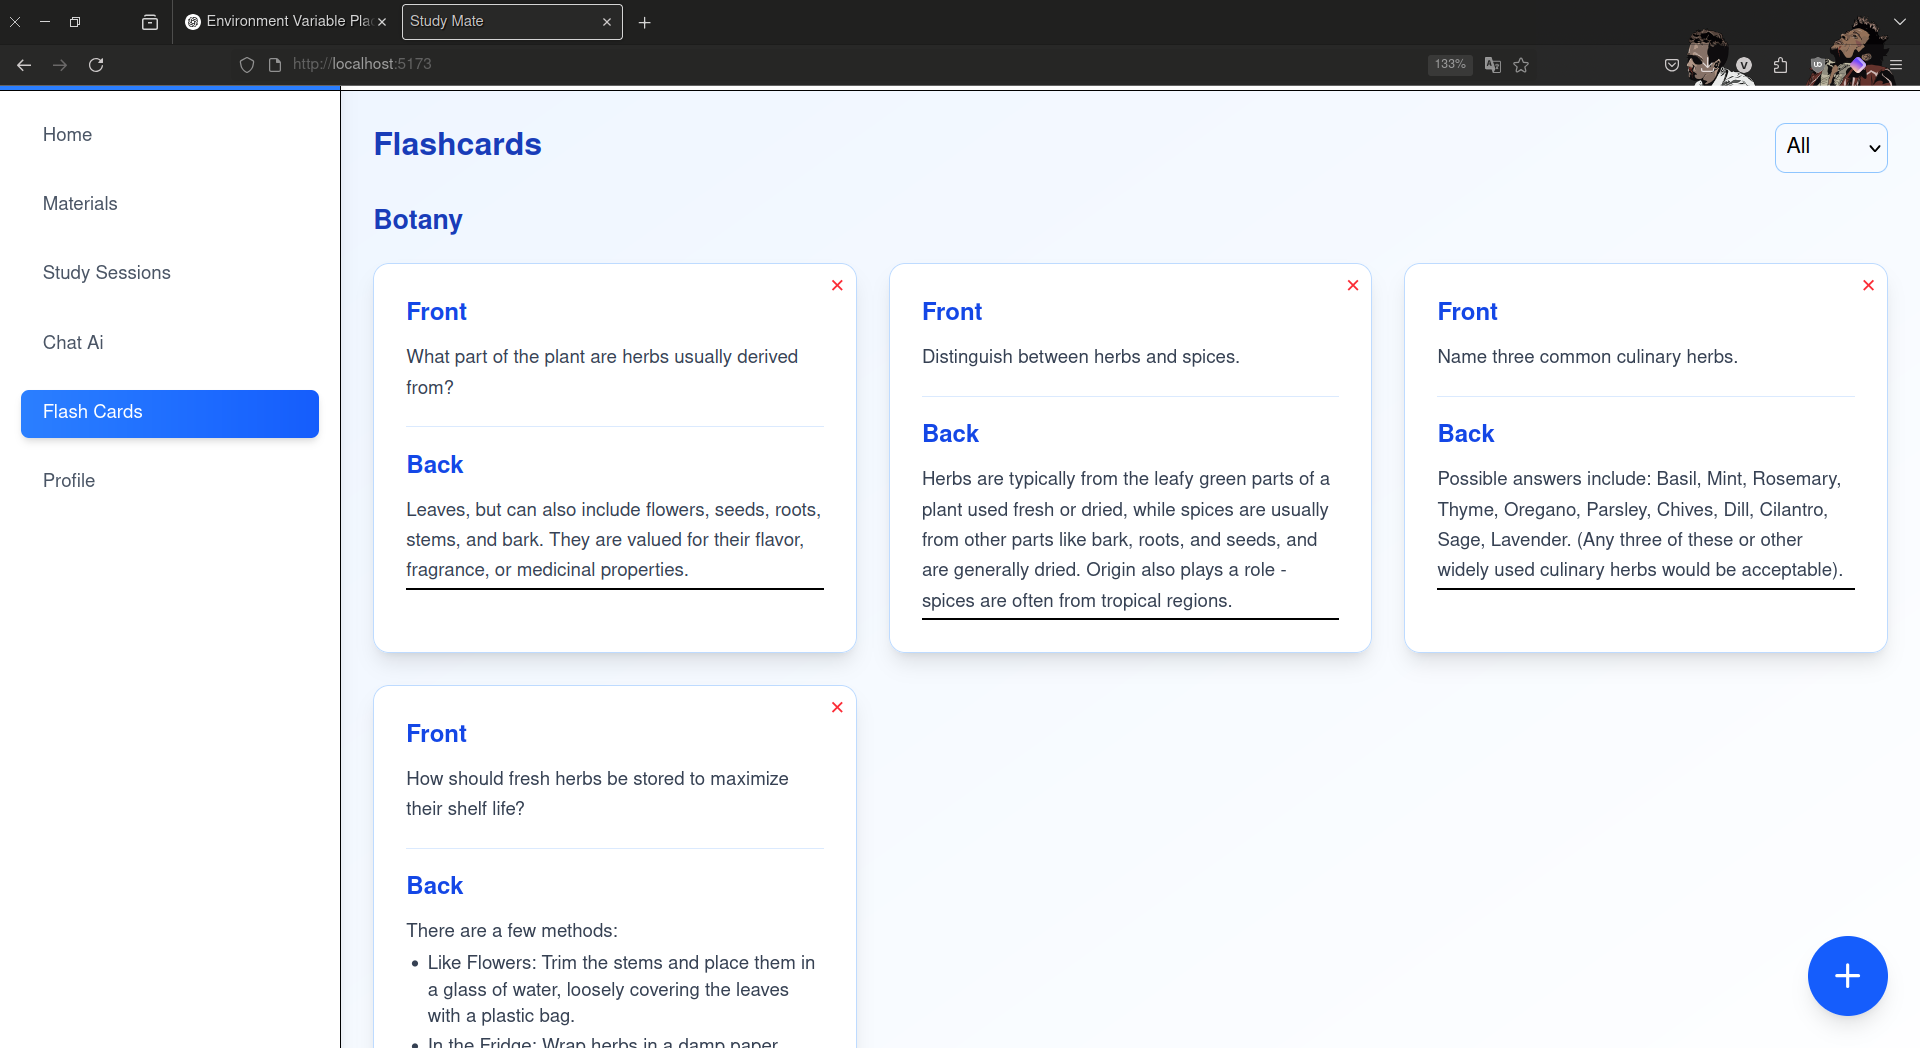 Environment Variable Pla
Study Mate
http://localhost:5173
133%
Home
Materials
Study Sessions
Chat Ai
Flash Cards
Profile
Flashcards
All
Botany
Front
What part of the plant are herbs usually derived
from?
Back
Leaves, but can also include flowers, seeds, roots,
stems, and bark. They are valued for their flavor,
fragrance, or medicinal properties.
Front
Distinguish between herbs and spices.
Back
Herbs are typically from the leafy green parts of a
plant used fresh or dried, while spices are usually
from other parts like bark, roots, and seeds, and
are generally dried. Origin also plays a role -
spices are often from tropical regions.
Front
Name three common culinary herbs.
Back
Possible answers include: Basil, Mint, Rosemary,
Thyme, Oregano, Parsley, Chives, Dill, Cilantro,
Sage, Lavender. (Any three of these or other
widely used culinary herbs would be acceptable).
Front
How should fresh herbs be stored to maximize
their shelf life?
Back
There are a few methods:
• Like Flowers: Trim the stems and place them in
a glass of water, loosely covering the leaves
with a plastic bag.
• In the Fridge: Wrap herbs in a damp paper